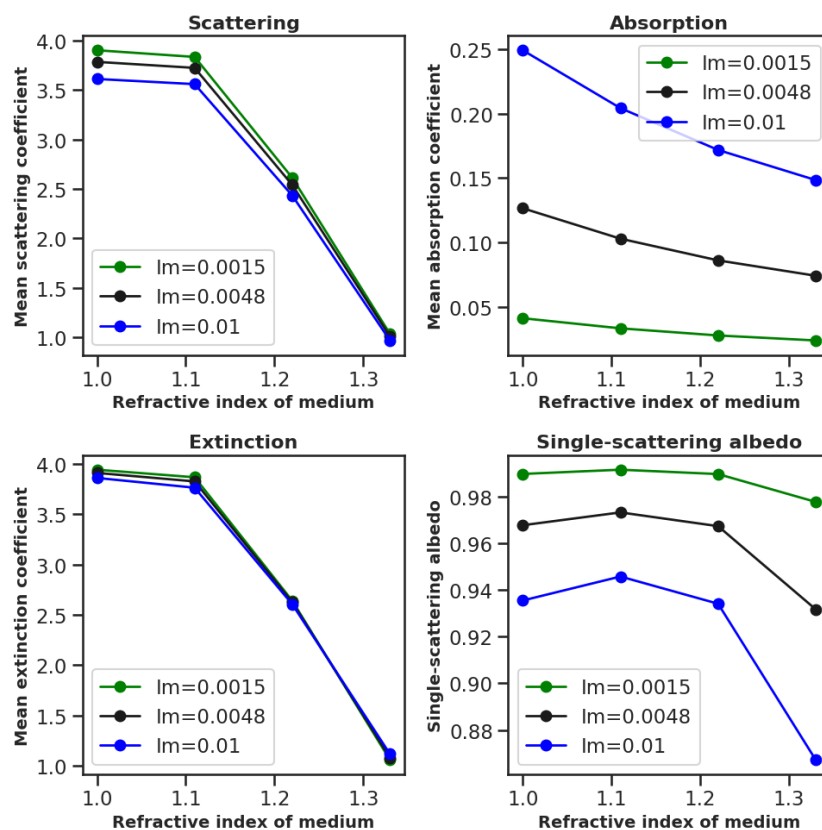 Scattering
Mean scattering coefficient
4.0
3.5
3.0
2.5
2.0
1.5
1.0
Im=0.0015
Im=0.0048
Im=0.01
1.0 1.1 1.2 1.3
Refractive index of medium
Absorption
Mean absorption coefficient
0.25
0.20
0.15
0.10
0.05
Im=0.0015
Im=0.0048
Im=0.01
1.0 1.1 1.2 1.3
Refractive index of medium
Extinction
Mean extinction coefficient
4.0
3.5
3.0
2.5
2.0
1.5
1.0
Im=0.0015
Im=0.0048
Im=0.01
1.0 1.1 1.2 1.3
Refractive index of medium
Single-scattering albedo
Single-scattering albedo
0.98
0.96
0.94
0.92
0.90
0.88
Im=0.0015
Im=0.0048
Im=0.01
1.0 1.1 1.2 1.3
Refractive index of medium